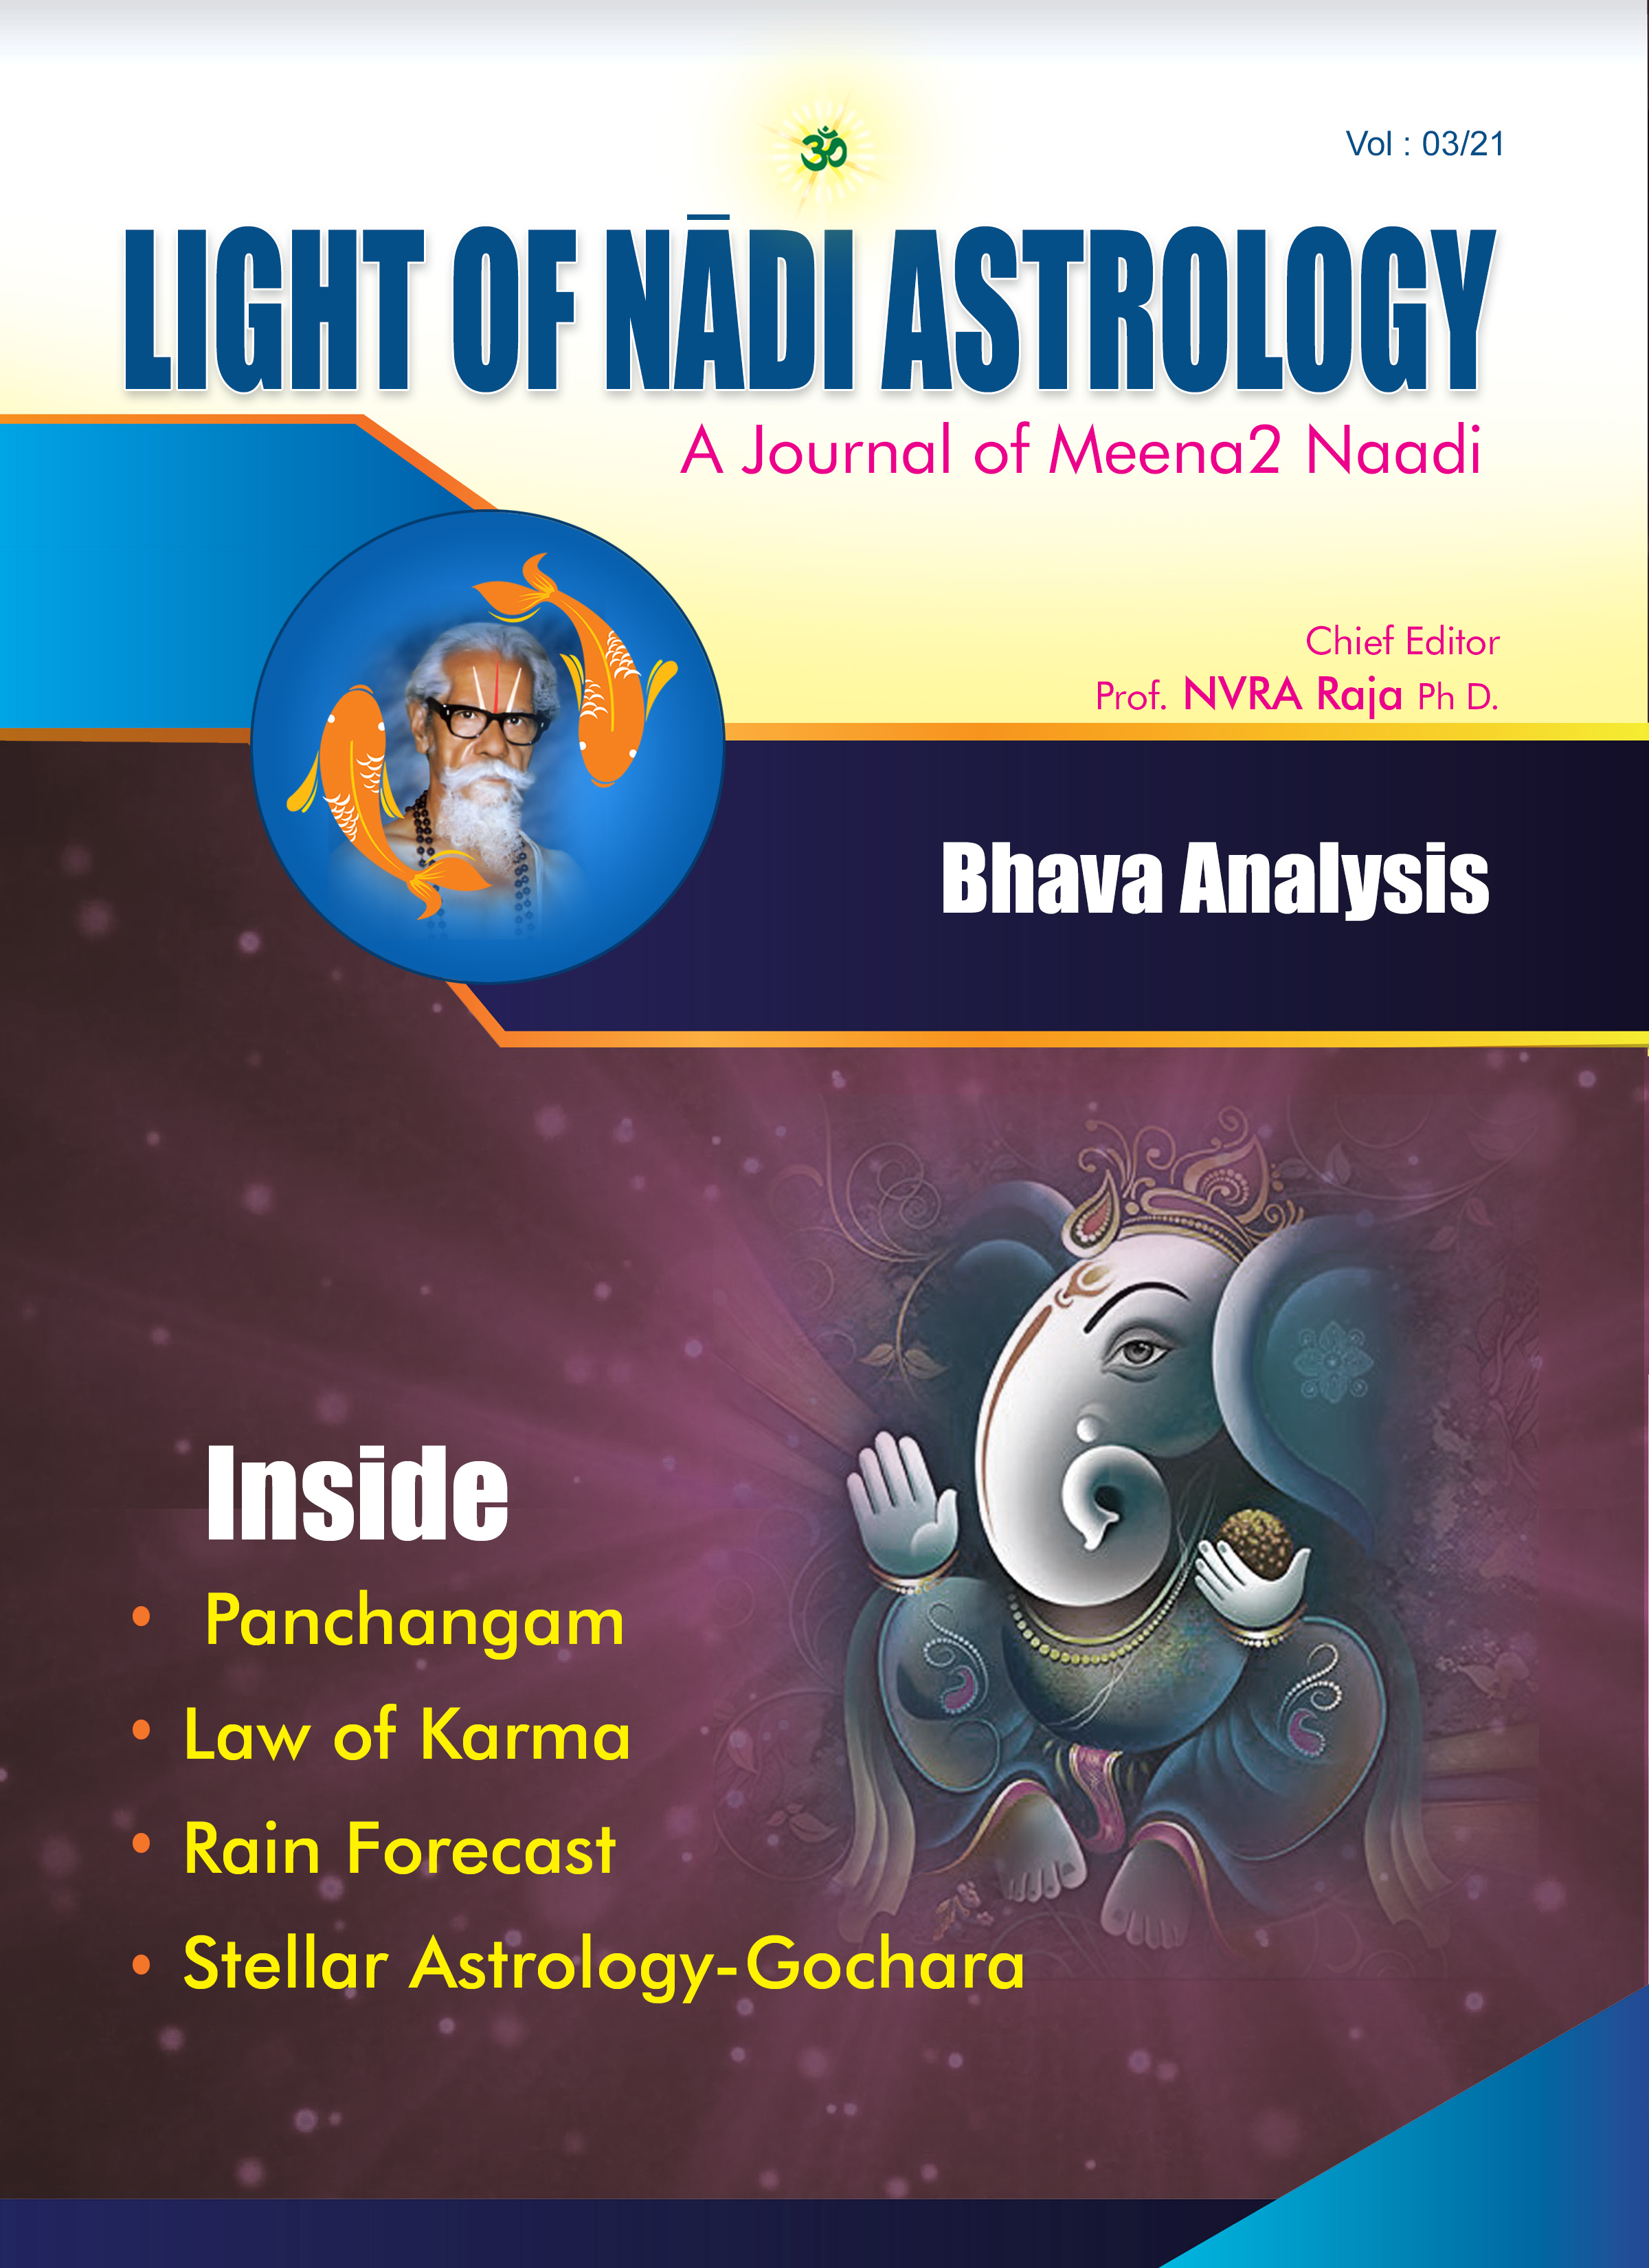 ॐ
Vol : 03/21
LIGHT OF NĀDI ASTROLOGY
A Journal of Meena2 Naadi
Chief Editor
Prof. NVRA Raja Ph D.
Bhava Analysis
Inside
• Panchangam
• Law of Karma
• Rain Forecast
• Stellar Astrology-Gochara